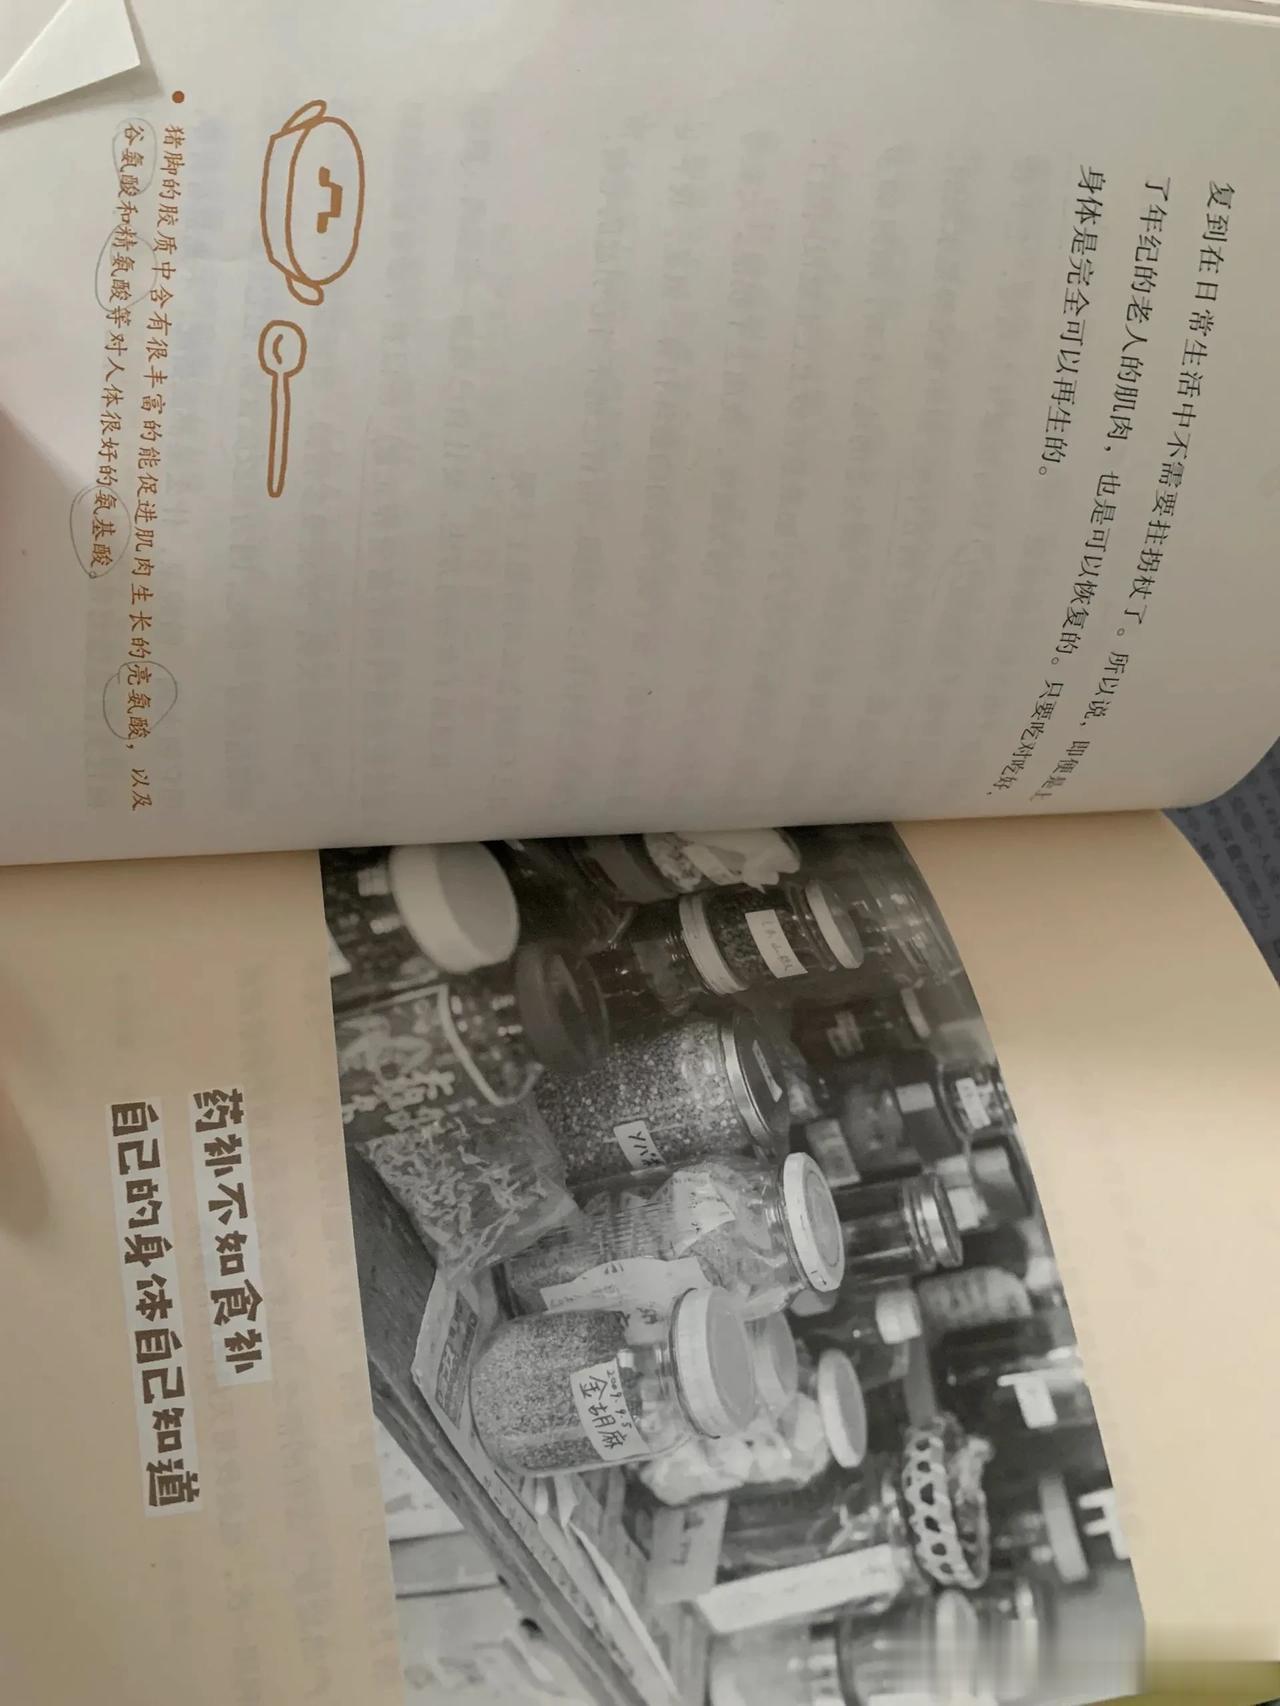 复到在日常生活中不需要拄拐杖了。所以说，即便是上
了年纪的老人的肌肉，也是可以恢复的。只要吃对吃好，
身体是完全可以再生的。
猪脚的胶质中含有很丰富的能促进肌肉生长的亮氨酸，以及
谷氨酸和精氨酸等对人体很好的氨基酸。
2009.9.5
金胡麻
药补不如食补
自己的身体自己知道